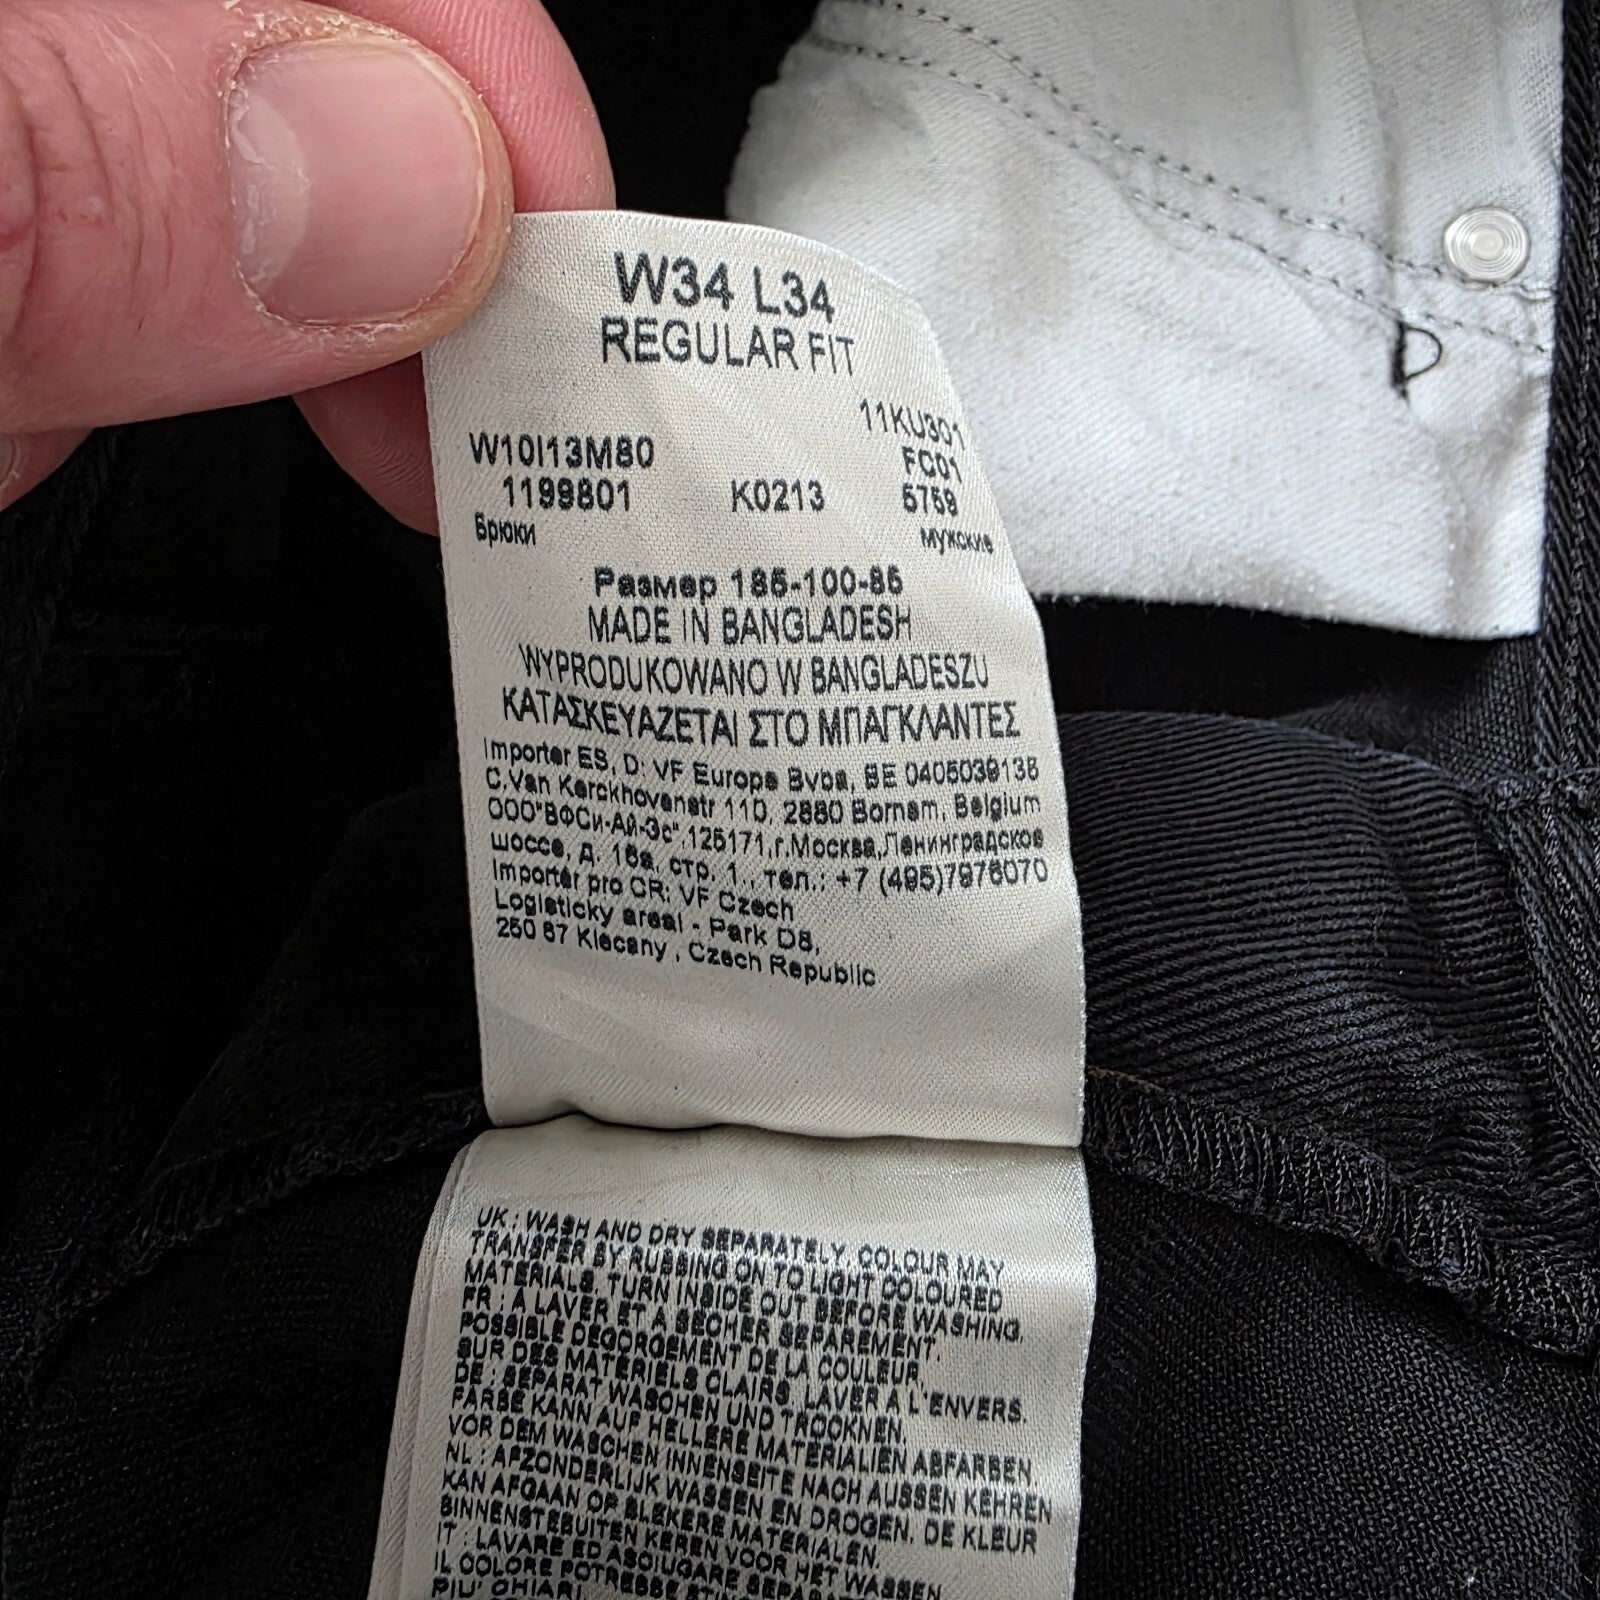 W34 L34
REGULAR FIT
11KU301
W10I13M80 FC01
1199801 K0213 5759
Брюки мужские
Размер 185-100-85
MADE IN BANGLADESH
WYPRODUKOWANO W BANGLADESZU
ΚΑΤΑΣΚΕΥΑΖΕΤΑΙ ΣΤΟ ΜΠΑΓΚΛΑΝΤΕΣ
Importer ES, D: VF Europe Bvba, BE 0405039138
C.Van Kerckhovenstr 110, 2880 Bornem, Belgium
ООО"ВФСи-Ай-Эс",125171,г.Москва,Ленинградское
шоссе, д. 16а, стр. 1., тел.: +7 (495)7976070
Importér pro CR: VF Czech
Logisticky areal - Park D8,
250 67 Klecany , Czech Republic
UK : WASH AND DRY SEPARATELY. COLOUR MAY
TRANSFER BY RUBBING ON TO LIGHT COLOURED
MATERIALS. TURN INSIDE OUT BEFORE WASHING.
FR : A LAVER ET A SECHER SEPAREMENT.
POSSIBLE DEGORGEMENT DE LA COULEUR
SUR DES MATERIELS CLAIRS. LAVER A L'ENVERS.
DE : SEPARAT WASCHEN UND TROCKNEN.
FARBE KANN AUF HELLERE MATERIALIEN ABFARBEN.
VOR DEM WASCHEN INNENSEITE NACH AUSSEN KEHREN
NL : AFZONDERLIJK WASSEN EN DROGEN. DE KLEUR
KAN AFGAAN OP BLEKERE MATERIALEN.
BINNENSTEBUITEN KEREN VOOR HET WASSEN
IT : LAVARE ED ASCIUGARE
IL COLORE POTREBBE
PIU' CHIARI